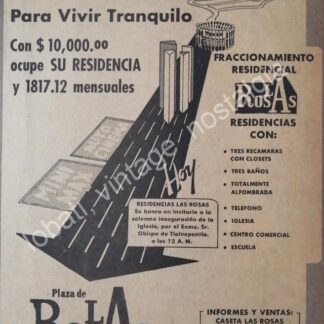 Para Vivir Tranquilo
Con $ 10,000.00
ocupe SU RESIDENCIA
y 1817.12 mensuales
FRACCIONAMIENTO
RESIDENCIAL
Las
RosAs
RESIDENCIAS
CON:
• TRES RECAMARAS
CON CLOSETS
• TRES BAÑOS
• TOTALMENTE
ALFOMBRADA
• TELEFONO
• IGLESIA
• CENTRO COMERCIAL
• ESCUELA
Hoy
RESIDENCIAS LAS ROSAS
Se honra en invitarle a la
solemne inauguración de la
Iglesia, por el Exmo. Sr.
Obispo de Tlalnepantla.
a las 12 A.M.
Plaza de
INFORMES Y VENTAS:
CASETA LAS ROSAS
vintage nostalgia